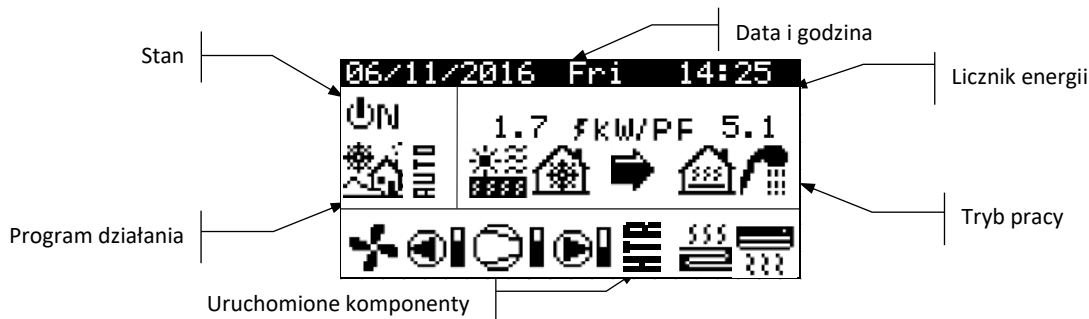 Data i godzina
Stan
06/11/2016 Fri 14:25
Licznik energii
ON
1.7 kW/PF 5.1
AUTO
Tryb pracy
Program działania
HTR
Uruchomione komponenty